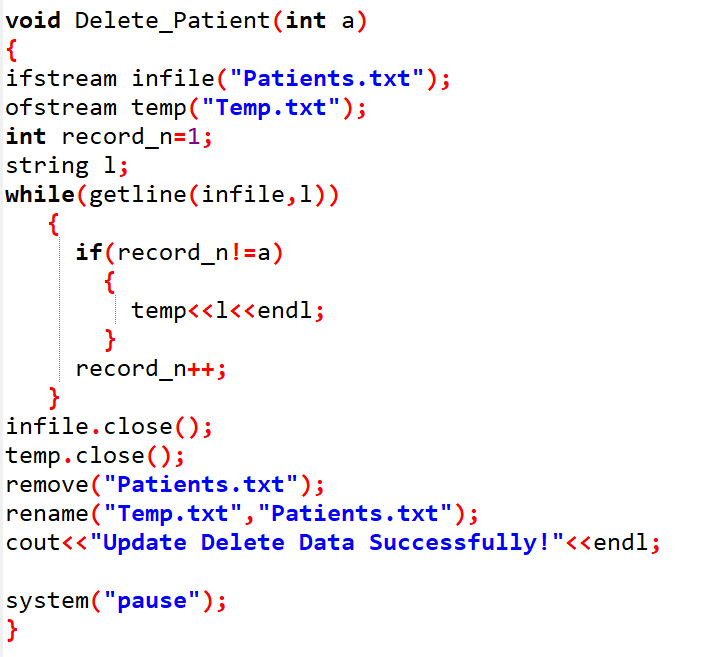 void Delete_Patient(int a)
{
ifstream infile("Patients.txt");
ofstream temp("Temp.txt");
int record_n=1;
string l;
while(getline(infile,l))
{
if(record_n!=a)
{
temp<<l<<endl;
}
record_n++;
}
infile.close();
temp.close();
remove("Patients.txt");
rename("Temp.txt","Patients.txt");
cout<<"Update Delete Data Successfully!"<<endl;
system("pause");
}